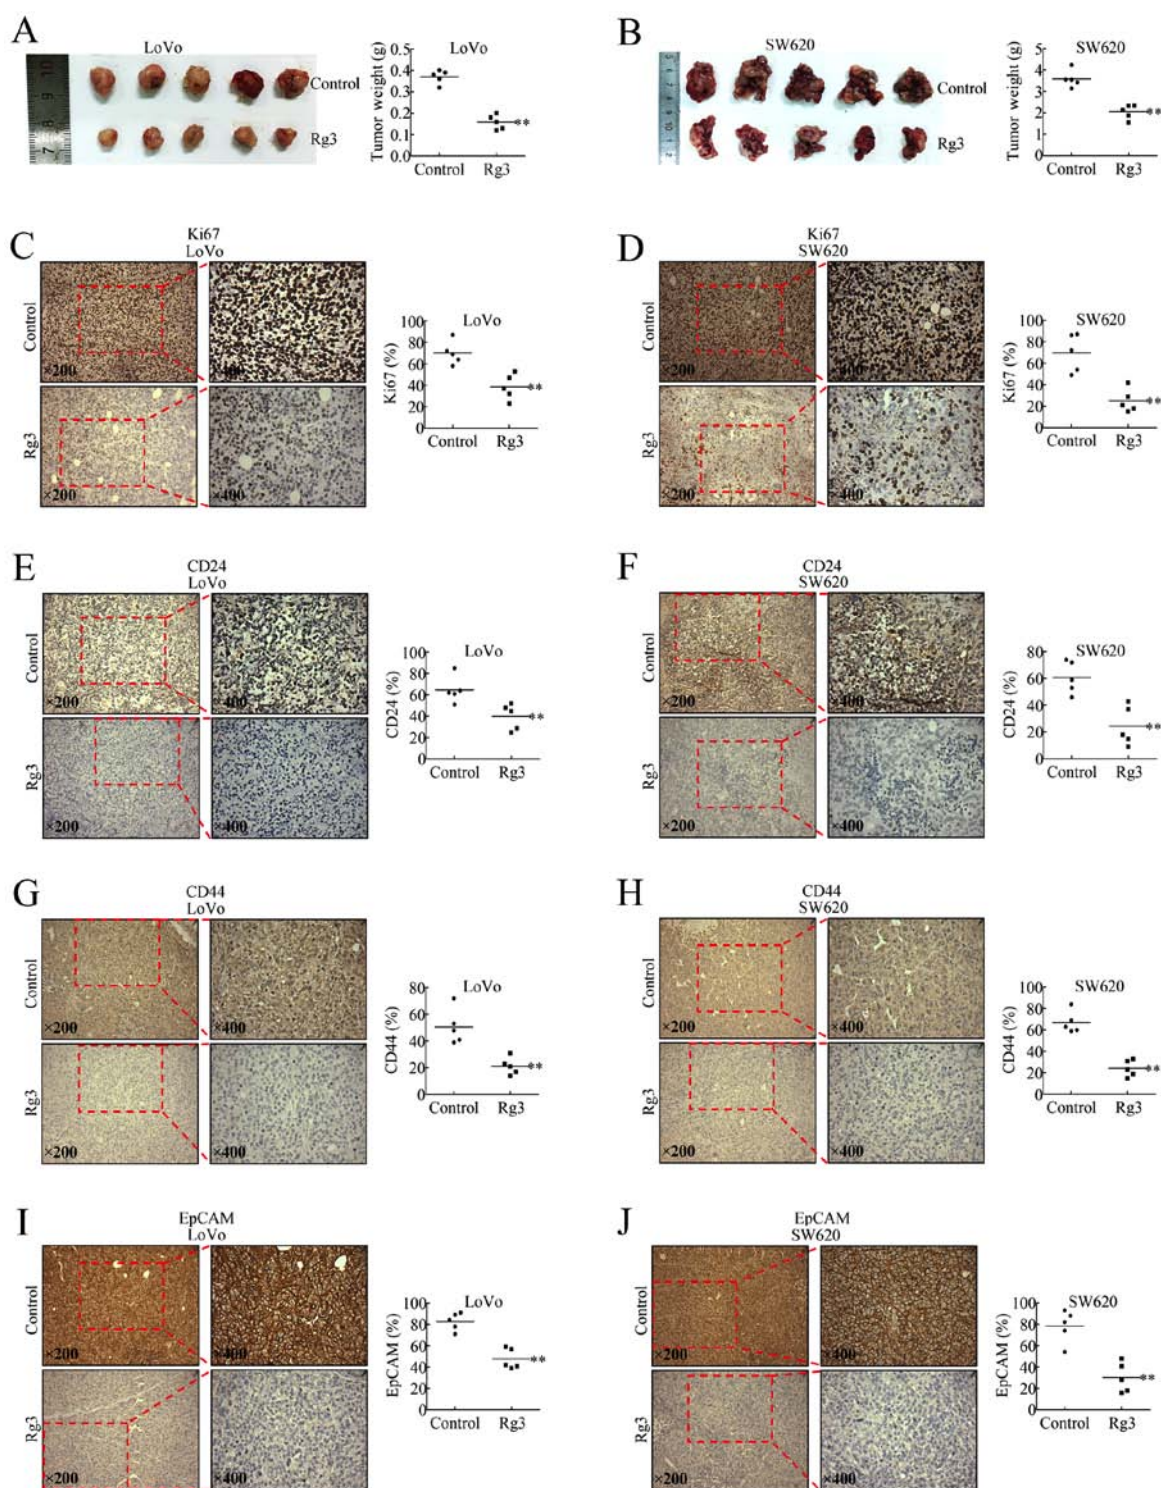 A
LoVo
Control
Rg3
10
9
8
7
LoVo
Tumor weight (g)
0.5
0.4
0.3
0.2
0.1
0.0
**
Control Rg3
B
SW620
Control
Rg3
SW620
Tumor weight (g)
5
4
3
2
1
0
**
Control Rg3
C
Ki67
LoVo
Control
×200 ×400
Rg3
×200 ×400
LoVo
Ki67 (%)
100
80
60
40
20
0
**
Control Rg3
D
Ki67
SW620
Control
×200 ×400
Rg3
×200 ×400
SW620
Ki67 (%)
100
80
60
40
20
0
**
Control Rg3
E
CD24
LoVo
Control
×200 ×400
Rg3
×200 ×400
LoVo
CD24 (%)
100
80
60
40
20
0
**
Control Rg3
F
CD24
SW620
Control
×200 ×400
Rg3
×200 ×400
SW620
CD24 (%)
80
60
40
20
0
**
Control Rg3
G
CD44
LoVo
Control
×200 ×400
Rg3
×200 ×400
LoVo
CD44 (%)
80
60
40
20
0
**
Control Rg3
H
CD44
SW620
Control
×200 ×400
Rg3
×200 ×400
SW620
CD44 (%)
100
80
60
40
20
0
**
Control Rg3
I
EpCAM
LoVo
Control
×200 ×400
Rg3
×200 ×400
LoVo
EpCAM (%)
100
80
60
40
20
0
**
Control Rg3
J
EpCAM
SW620
Control
×200 ×400
Rg3
×200 ×400
SW620
EpCAM (%)
100
80
60
40
20
0
**
Control Rg3